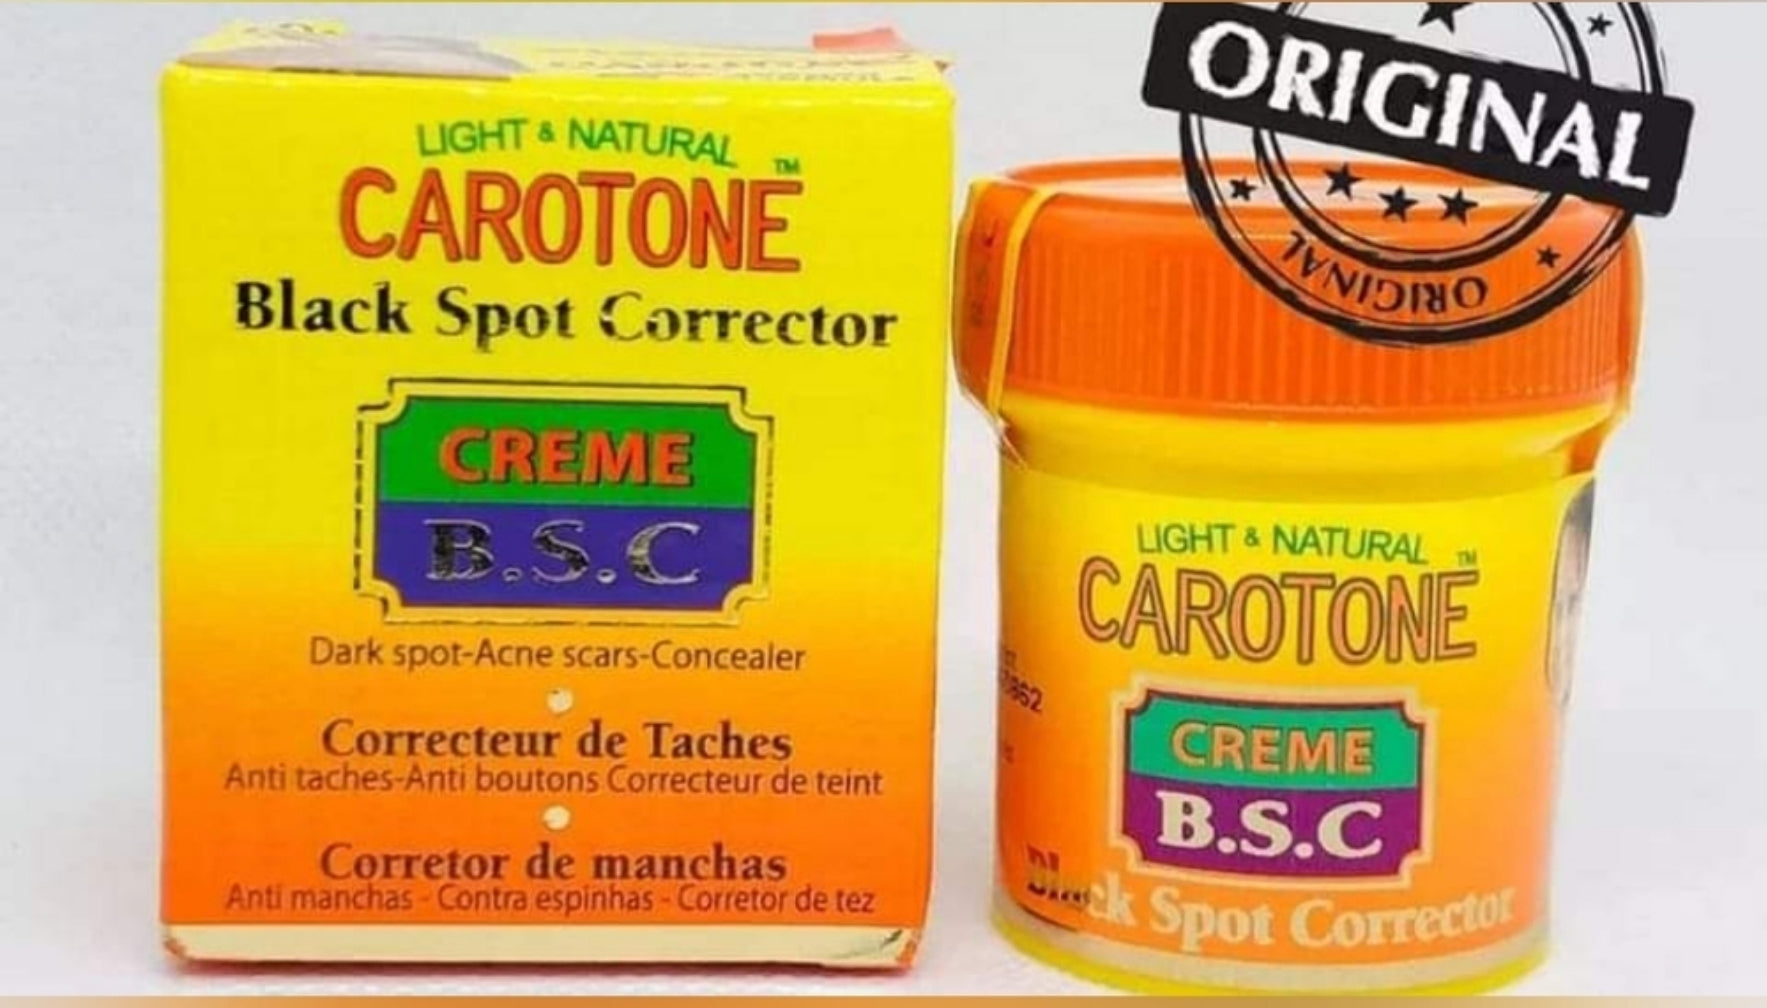 LIGHT & NATURAL
CAROTONE™
Black Spot Corrector
CREME
B.S.C
Dark spot-Acne scars-Concealer
Correcteur de Taches
Anti taches-Anti boutons Correcteur de teint
Corretor de manchas
Anti manchas - Contra espinhas - Corretor de tez
ORIGINAL
ORIGINAL
LIGHT & NATURAL
CAROTONE™
CREME
B.S.C
Black Spot Corrector